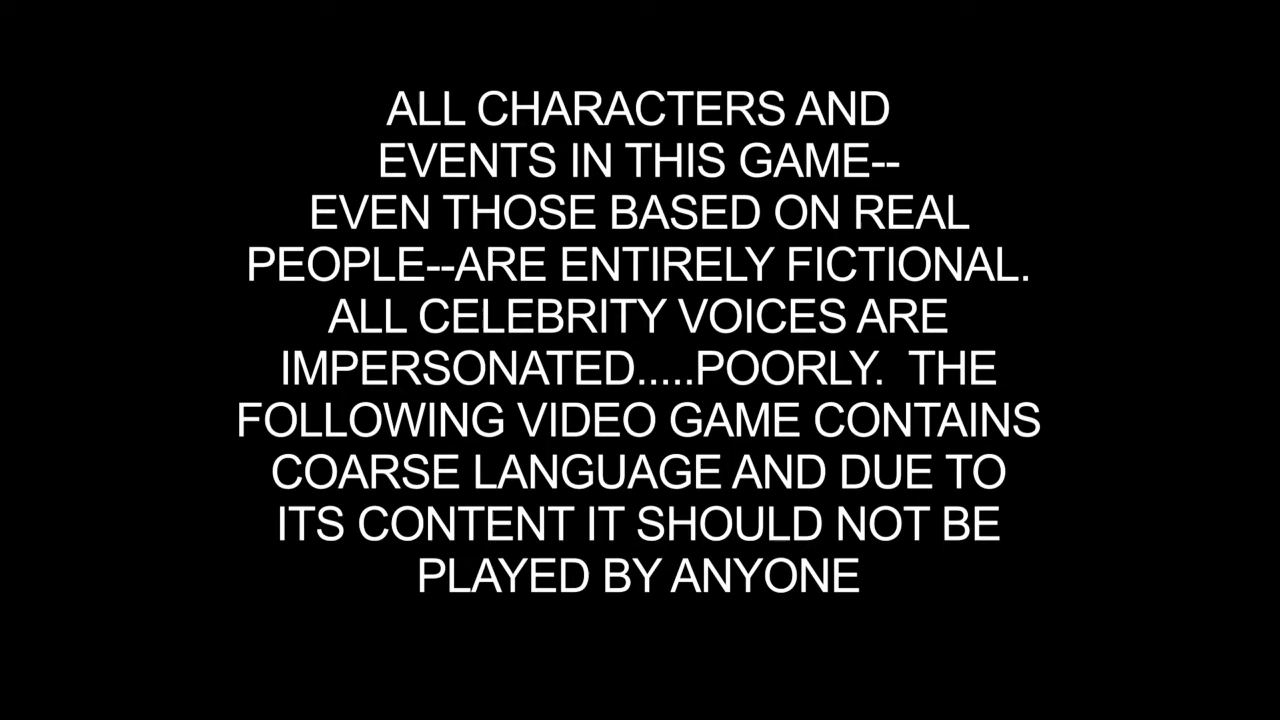 ALL CHARACTERS AND
EVENTS IN THIS GAME--
EVEN THOSE BASED ON REAL
PEOPLE--ARE ENTIRELY FICTIONAL.
ALL CELEBRITY VOICES ARE
IMPERSONATED.....POORLY.  THE
FOLLOWING VIDEO GAME CONTAINS
COARSE LANGUAGE AND DUE TO
ITS CONTENT IT SHOULD NOT BE
PLAYED BY ANYONE